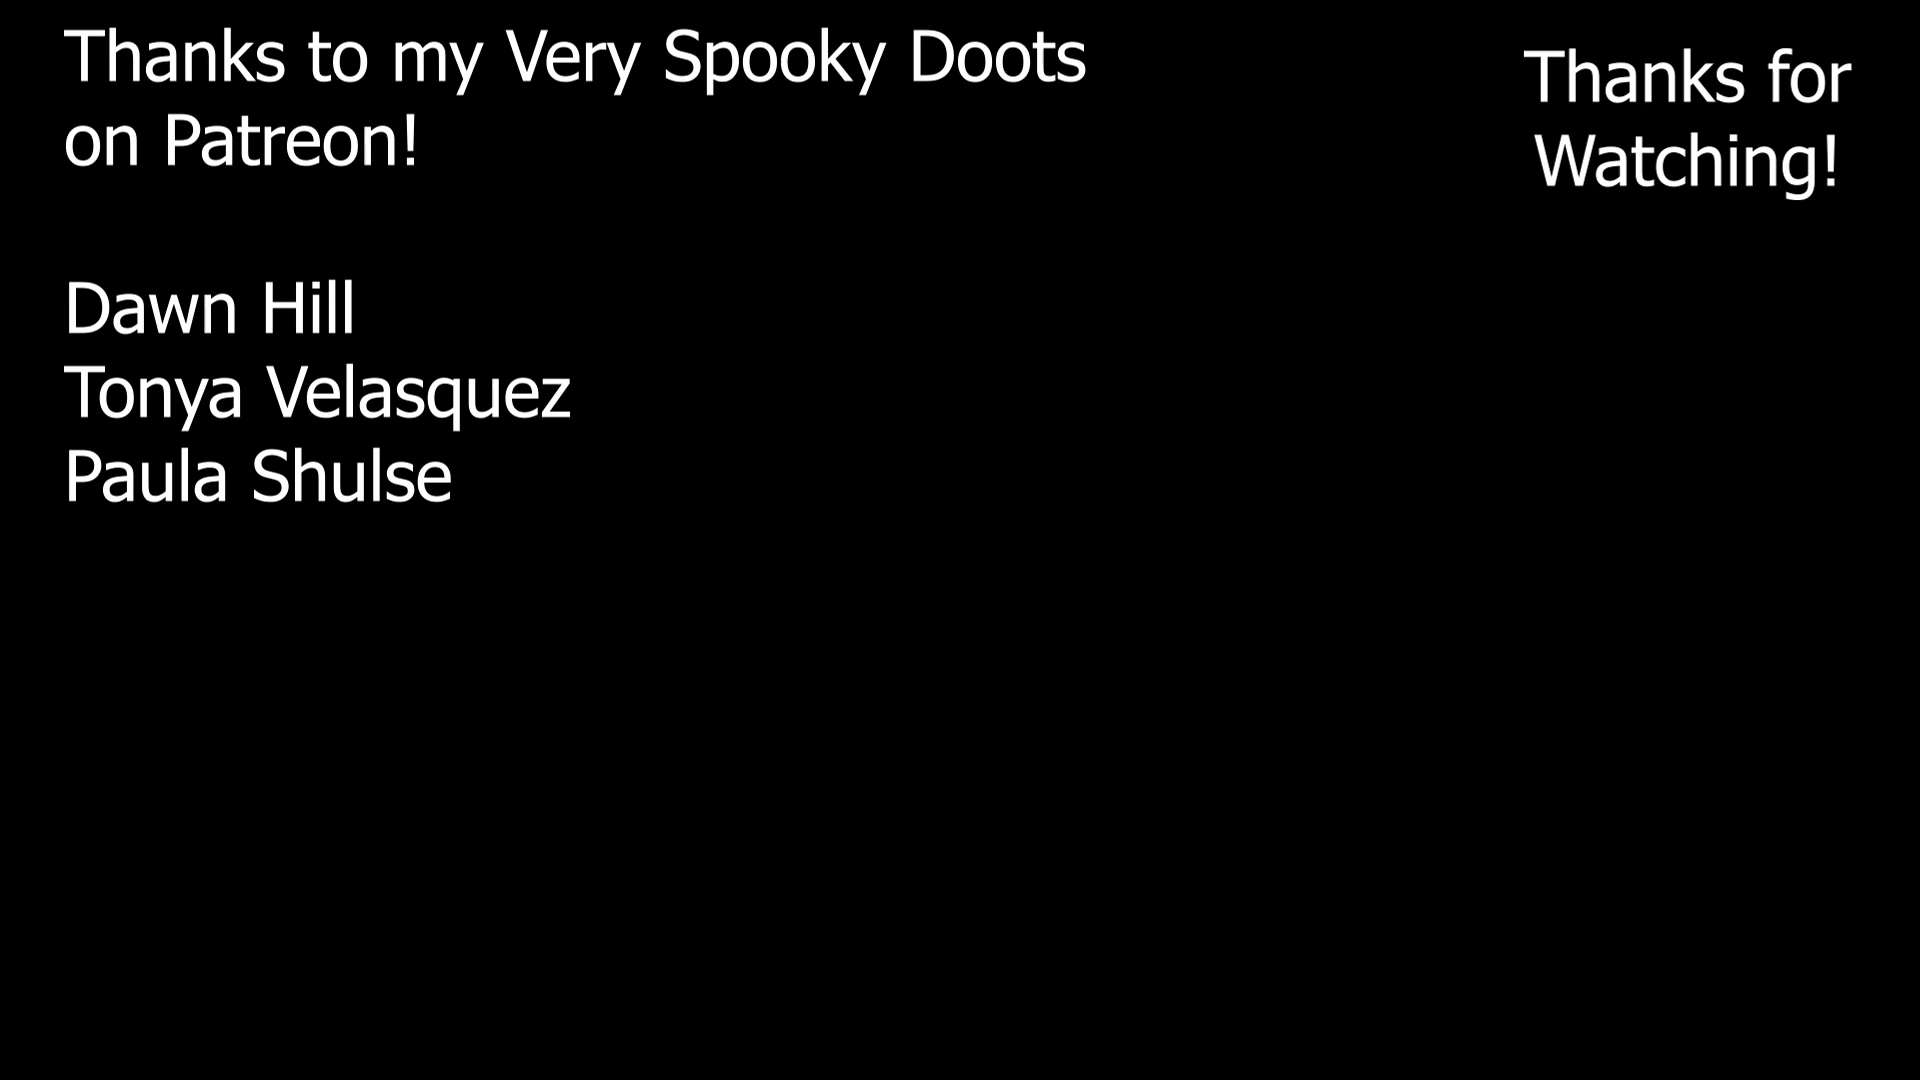 Thanks to my Very Spooky Doots
on Patreon!
Dawn Hill
Tonya Velasquez
Paula Shulse
Thanks for
Watching!